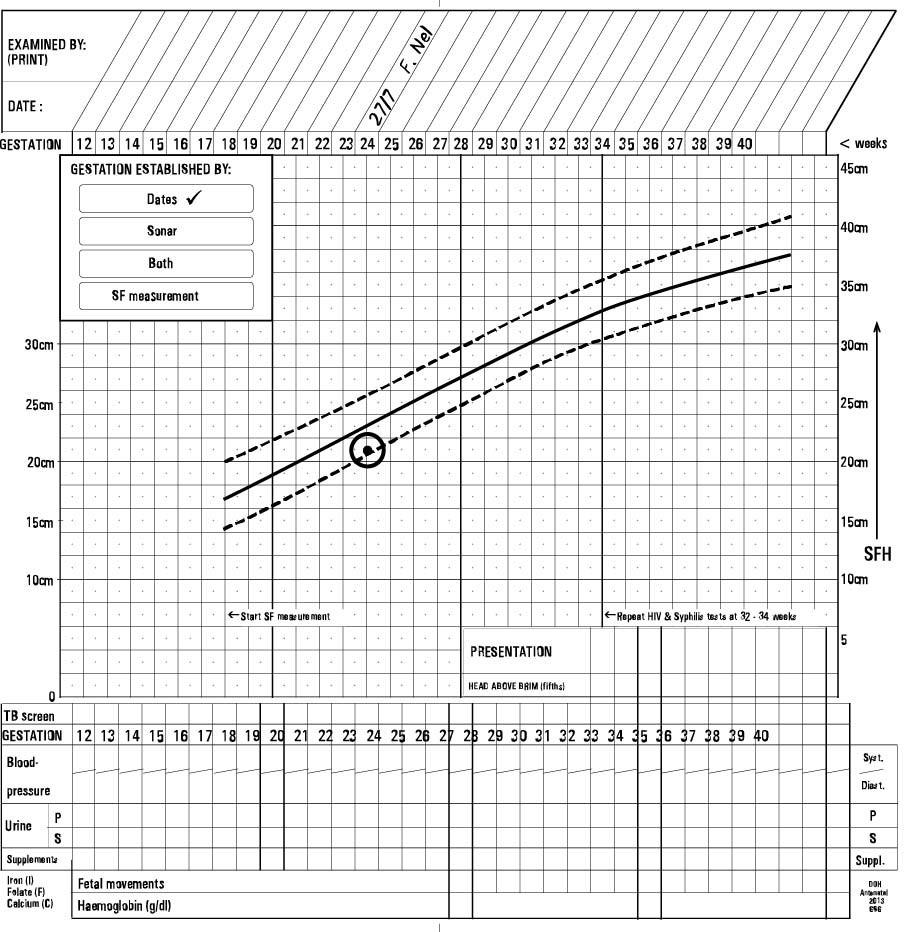 EXAMINED BY:
(PRINT)
F. Nel
DATE :
27/7
GESTATION 12 13 14 15 16 17 18 19 20 21 22 23 24 25 26 27 28 29 30 31 32 33 34 35 36 37 38 39 40 < weeks
GESTATION ESTABLISHED BY:
Dates ✓
Sonar
Both
SF measurement
45cm
40cm
35cm
30cm 30cm
25cm 25cm
20cm 20cm
15cm 15cm
SFH
10cm 10cm
←Start SF measurement
←Repeat HIV & Syphilis tests at 32 - 34 weeks
5
PRESENTATION
HEAD ABOVE BRIM (fifths)
0
TB screen
GESTATION 12 13 14 15 16 17 18 19 20 21 22 23 24 25 26 27 28 29 30 31 32 33 34 35 36 37 38 39 40
Blood- Syst.
pressure Diast.
Urine P P
S S
Supplements Suppl.
Iron (I)
Folate (F)
Calcium (C)
Fetal movements
Haemoglobin (g/dl)
DOH
Antenatal
2013